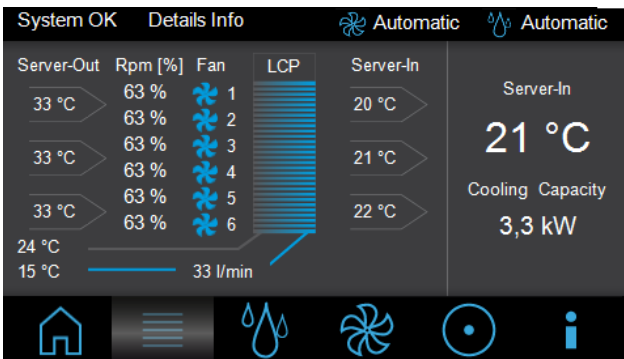 System OK Details Info Automatic Automatic
Server-Out Rpm [%] Fan LCP Server-In
33 °C 63 % 1 20 °C
63 % 2
33 °C 63 % 3 21 °C
63 % 4
33 °C 63 % 5 22 °C
63 % 6
24 °C
15 °C 33 l/min
Server-In
21 °C
Cooling Capacity
3,3 kW